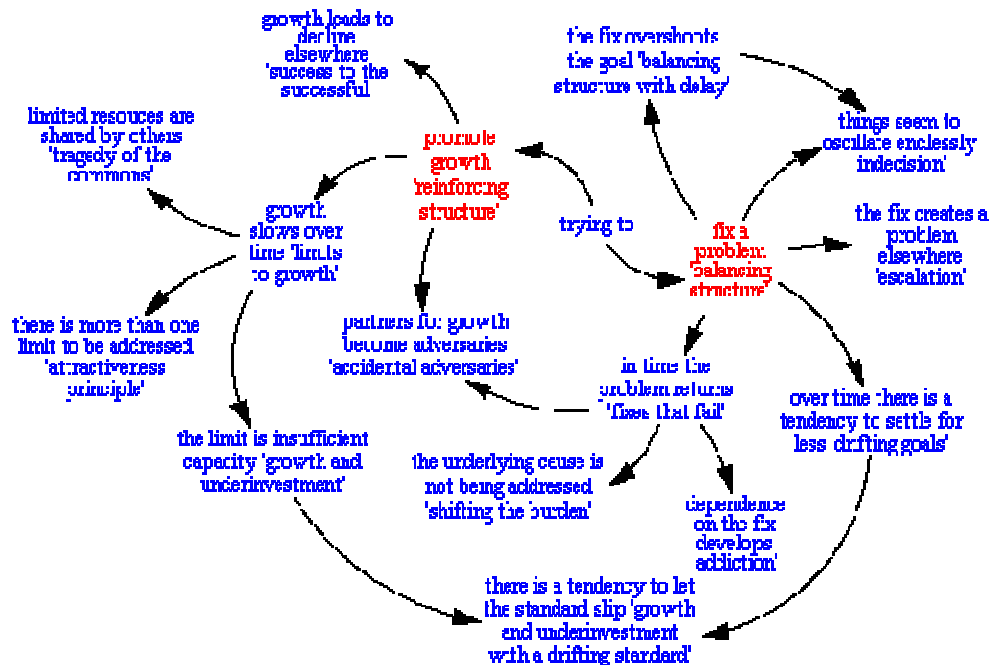 growth leads to
decline
elsewhere
'success to the
successful
the fix overshoots
the goal 'balancing
structure with delay'
limited resouces are
shared by others
'tragedy of the
commons'
things seem to
oscillate endlessly
indecision'
promote
growth
'reinforcing
structure'
growth
slows over
time 'limits
to growth'
trying to
fix a
problem
'balancing
structure'
the fix creates a
problem
elsewhere
'escalation'
there is more than one
limit to be addressed
'attractiveness
principle'
partners for growth
become adversaries
'accidental adversaries'
in time the
problem returns
'fixes that fail'
over time there is a
tendency to settle for
less drifting goals'
the limit is insufficient
capacity 'growth and
underinvestment'
the underlying cause is
not being addressed
'shifting the burden'
dependence
on the fix
develops
addiction'
there is a tendency to let
the standard slip 'growth
and underinvestment
with a drifting standard'